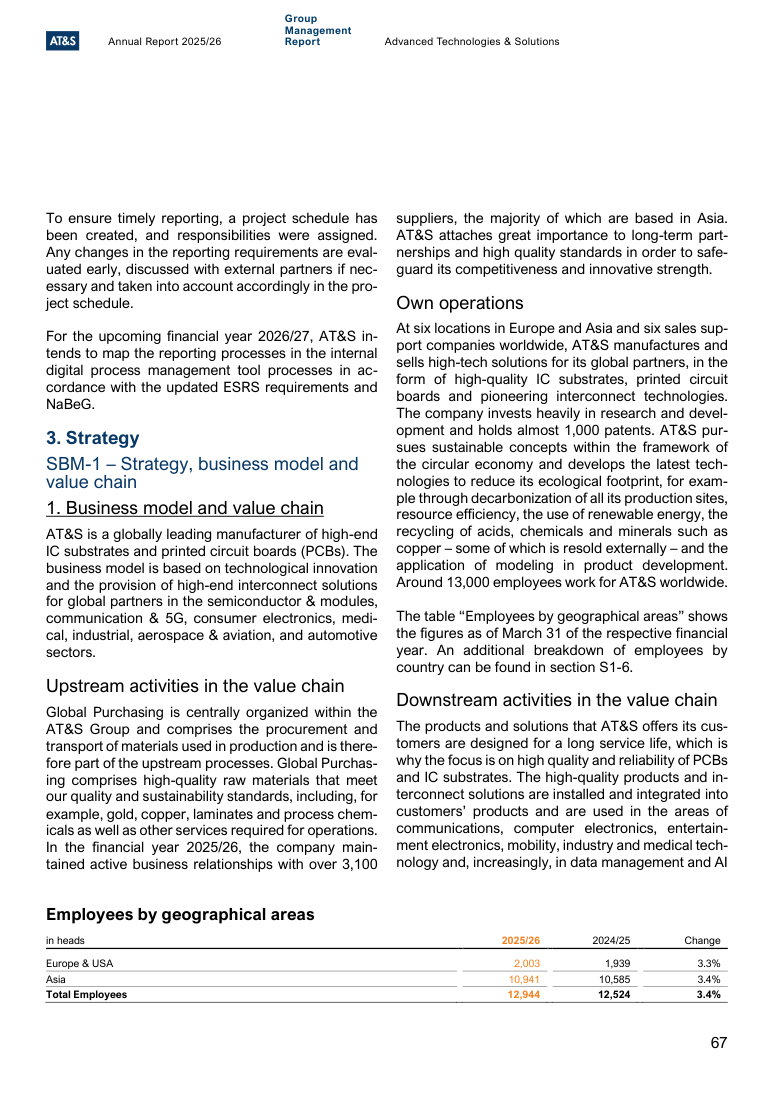 AT&S
Annual Report 2025/26
Group
Management
Report
Advanced Technologies & Solutions
To ensure timely reporting, a project schedule has
been created, and responsibilities were assigned.
Any changes in the reporting requirements are eval-
uated early, discussed with external partners if nec-
essary and taken into account accordingly in the pro-
ject schedule.
For the upcoming financial year 2026/27, AT&S in-
tends to map the reporting processes in the internal
digital process management tool processes in ac-
cordance with the updated ESRS requirements and
NaBeG.
3. Strategy
SBM-1 – Strategy, business model and
value chain
1. Business model and value chain
AT&S is a globally leading manufacturer of high-end
IC substrates and printed circuit boards (PCBs). The
business model is based on technological innovation
and the provision of high-end interconnect solutions
for global partners in the semiconductor & modules,
communication & 5G, consumer electronics, medi-
cal, industrial, aerospace & aviation, and automotive
sectors.
Upstream activities in the value chain
Global Purchasing is centrally organized within the
AT&S Group and comprises the procurement and
transport of materials used in production and is there-
fore part of the upstream processes. Global Purchas-
ing comprises high-quality raw materials that meet
our quality and sustainability standards, including, for
example, gold, copper, laminates and process chem-
icals as well as other services required for operations.
In the financial year 2025/26, the company main-
tained active business relationships with over 3,100
suppliers, the majority of which are based in Asia.
AT&S attaches great importance to long-term part-
nerships and high quality standards in order to safe-
guard its competitiveness and innovative strength.
Own operations
At six locations in Europe and Asia and six sales sup-
port companies worldwide, AT&S manufactures and
sells high-tech solutions for its global partners, in the
form of high-quality IC substrates, printed circuit
boards and pioneering interconnect technologies.
The company invests heavily in research and devel-
opment and holds almost 1,000 patents. AT&S pur-
sues sustainable concepts within the framework of
the circular economy and develops the latest tech-
nologies to reduce its ecological footprint, for exam-
ple through decarbonization of all its production sites,
resource efficiency, the use of renewable energy, the
recycling of acids, chemicals and minerals such as
copper – some of which is resold externally – and the
application of modeling in product development.
Around 13,000 employees work for AT&S worldwide.
The table “Employees by geographical areas” shows
the figures as of March 31 of the respective financial
year. An additional breakdown of employees by
country can be found in section S1-6.
Downstream activities in the value chain
The products and solutions that AT&S offers its cus-
tomers are designed for a long service life, which is
why the focus is on high quality and reliability of PCBs
and IC substrates. The high-quality products and in-
terconnect solutions are installed and integrated into
customers’ products and are used in the areas of
communications, computer electronics, entertain-
ment electronics, mobility, industry and medical tech-
nology and, increasingly, in data management and AI
Employees by geographical areas
in heads 2025/26 2024/25 Change
Europe & USA 2,003 1,939 3.3%
Asia 10,941 10,585 3.4%
Total Employees 12,944 12,524 3.4%
67